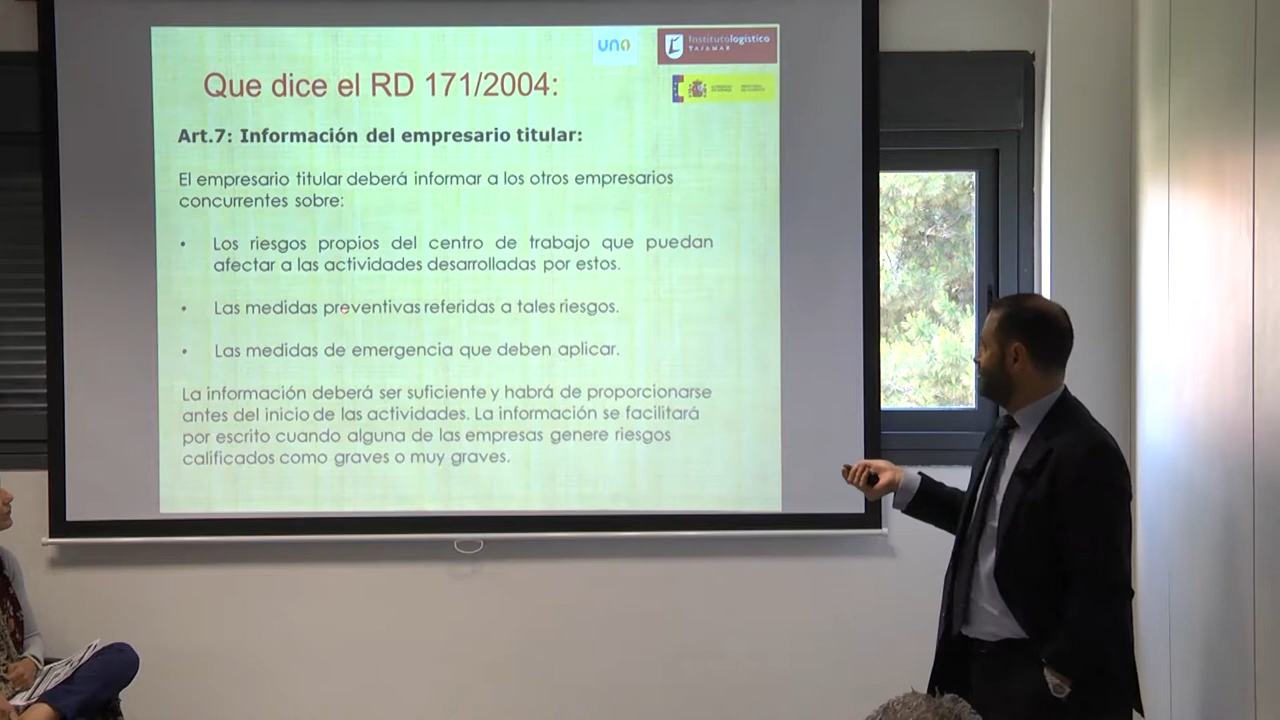 uno
Institutologístico
TAJAMAR
Que dice el RD 171/2004:
Art.7: Información del empresario titular:
El empresario titular deberá informar a los otros empresarios
concurrentes sobre:
• Los riesgos propios del centro de trabajo que puedan
afectar a las actividades desarrolladas por estos.
• Las medidas preventivas referidas a tales riesgos.
• Las medidas de emergencia que deben aplicar.
La información deberá ser suficiente y habrá de proporcionarse
antes del inicio de las actividades. La información se facilitará
por escrito cuando alguna de las empresas genere riesgos
calificados como graves o muy graves.